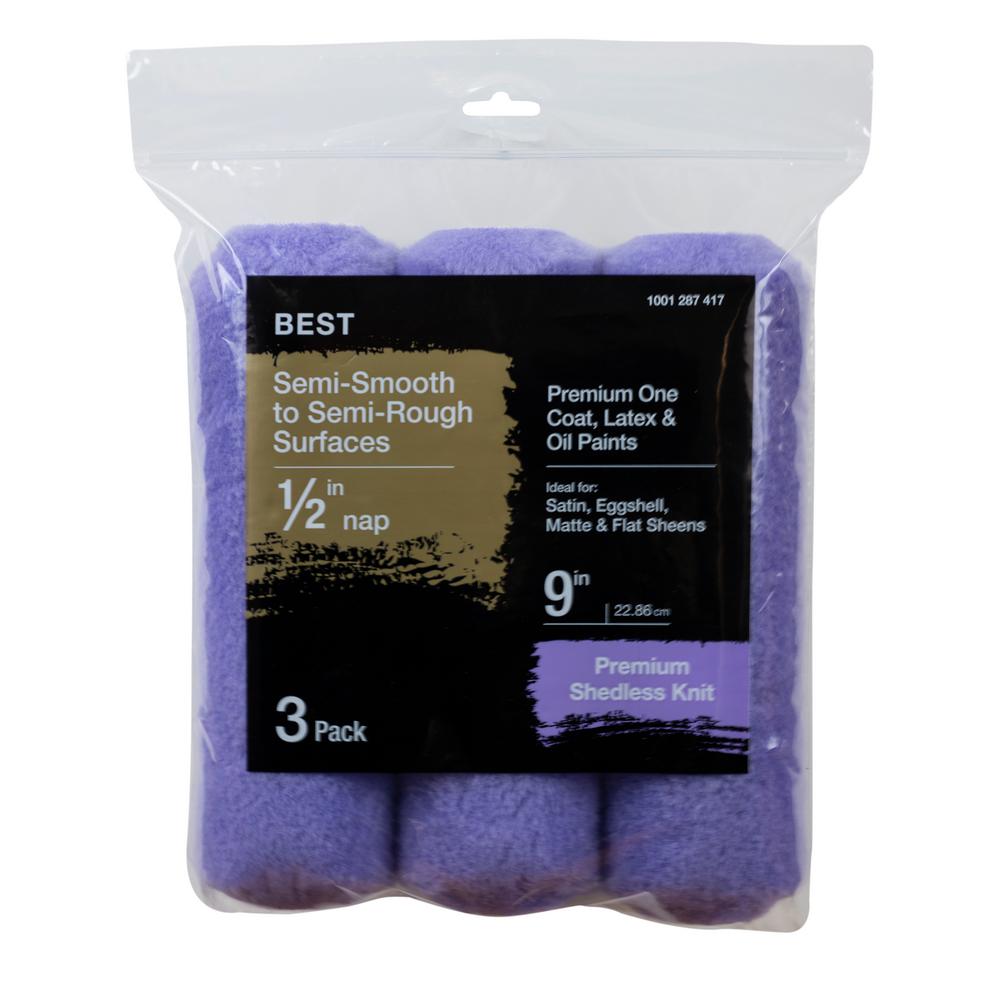 1001 287 417
BEST
Semi-Smooth
to Semi-Rough
Surfaces
½ in nap
Premium One
Coat, Latex &
Oil Paints
Ideal for:
Satin, Eggshell,
Matte & Flat Sheens
9 in | 22.86 cm
Premium
Shedless Knit
3 Pack